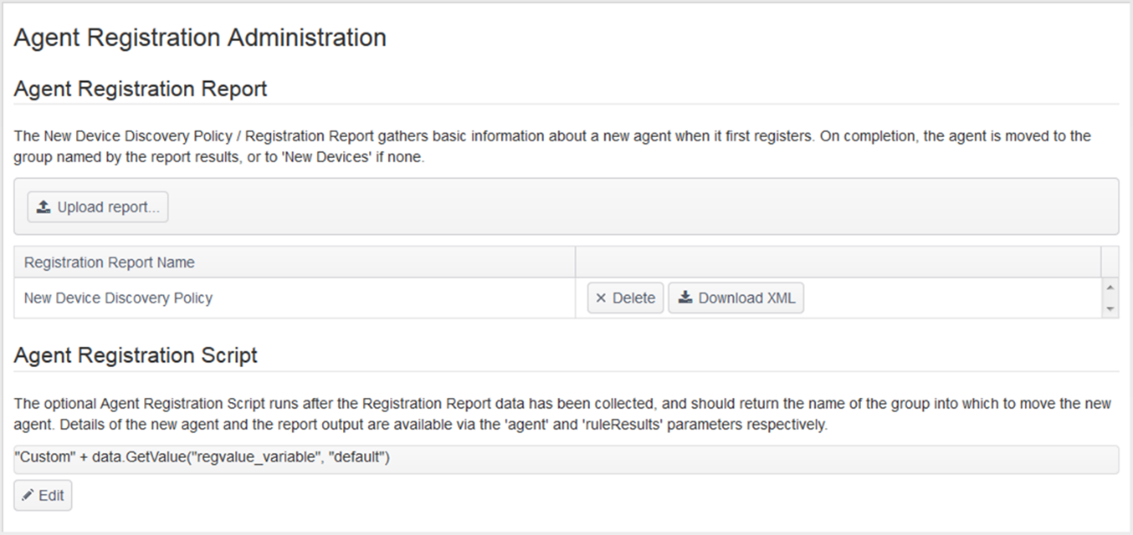 Agent Registration Administration
Agent Registration Report
The New Device Discovery Policy / Registration Report gathers basic information about a new agent when it first registers. On completion, the agent is moved to the
group named by the report results, or to 'New Devices' if none.
Upload report...
Registration Report Name
New Device Discovery Policy
Delete
Download XML
Agent Registration Script
The optional Agent Registration Script runs after the Registration Report data has been collected, and should return the name of the group into which to move the new
agent. Details of the new agent and the report output are available via the 'agent' and 'ruleResults' parameters respectively.
"Custom" + data.GetValue("regvalue_variable", "default")
Edit